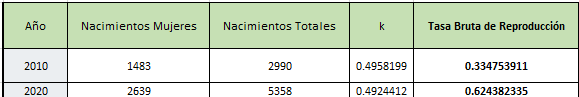 Año Nacimientos Mujeres Nacimientos Totales k Tasa Bruta de Reproducción
2010 1483 2990 0.4958199 0.334753911
2020 2639 5358 0.4924412 0.624382335